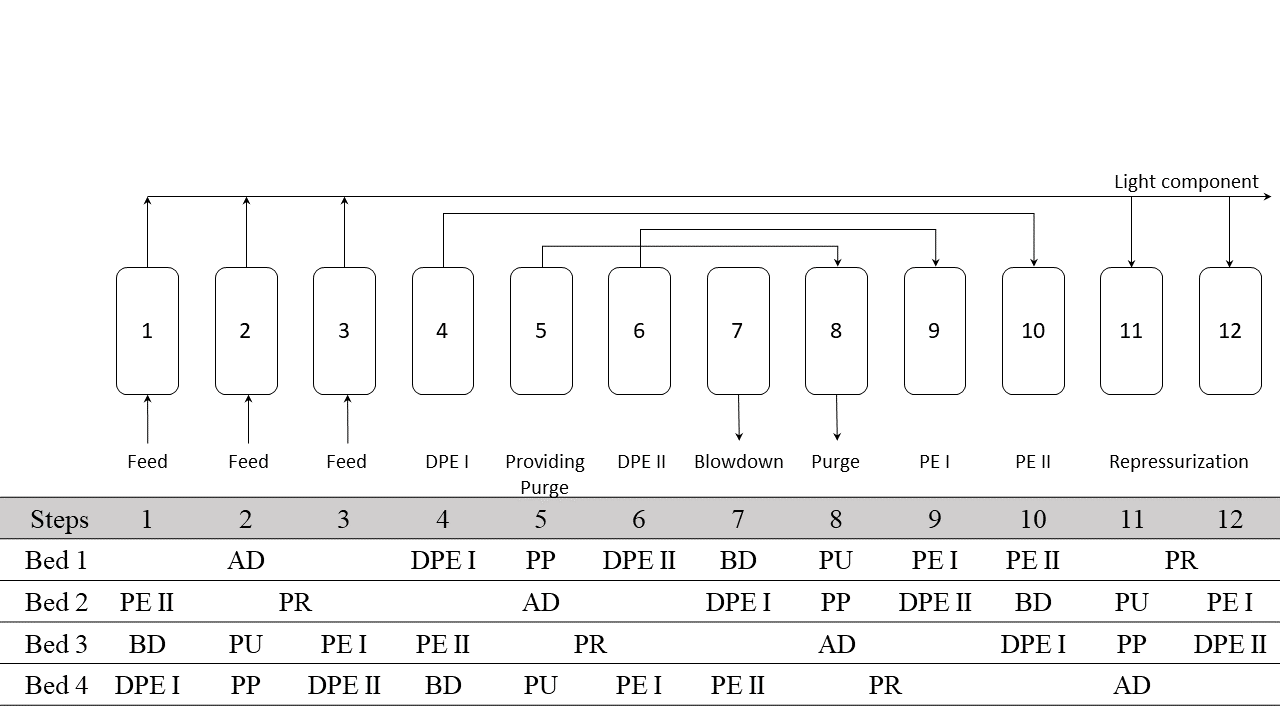 Light component
1 2 3 4 5 6 7 8 9 10 11 12
Feed Feed Feed DPE I Providing DPE II Blowdown Purge PE I PE II Repressurization
Purge
Steps 1 2 3 4 5 6 7 8 9 10 11 12
Bed 1 AD DPE I PP DPE II BD PU PE I PE II PR
Bed 2 PE II PR AD DPE I PP DPE II BD PU PE I
Bed 3 BD PU PE I PE II PR AD DPE I PP DPE II
Bed 4 DPE I PP DPE II BD PU PE I PE II PR AD